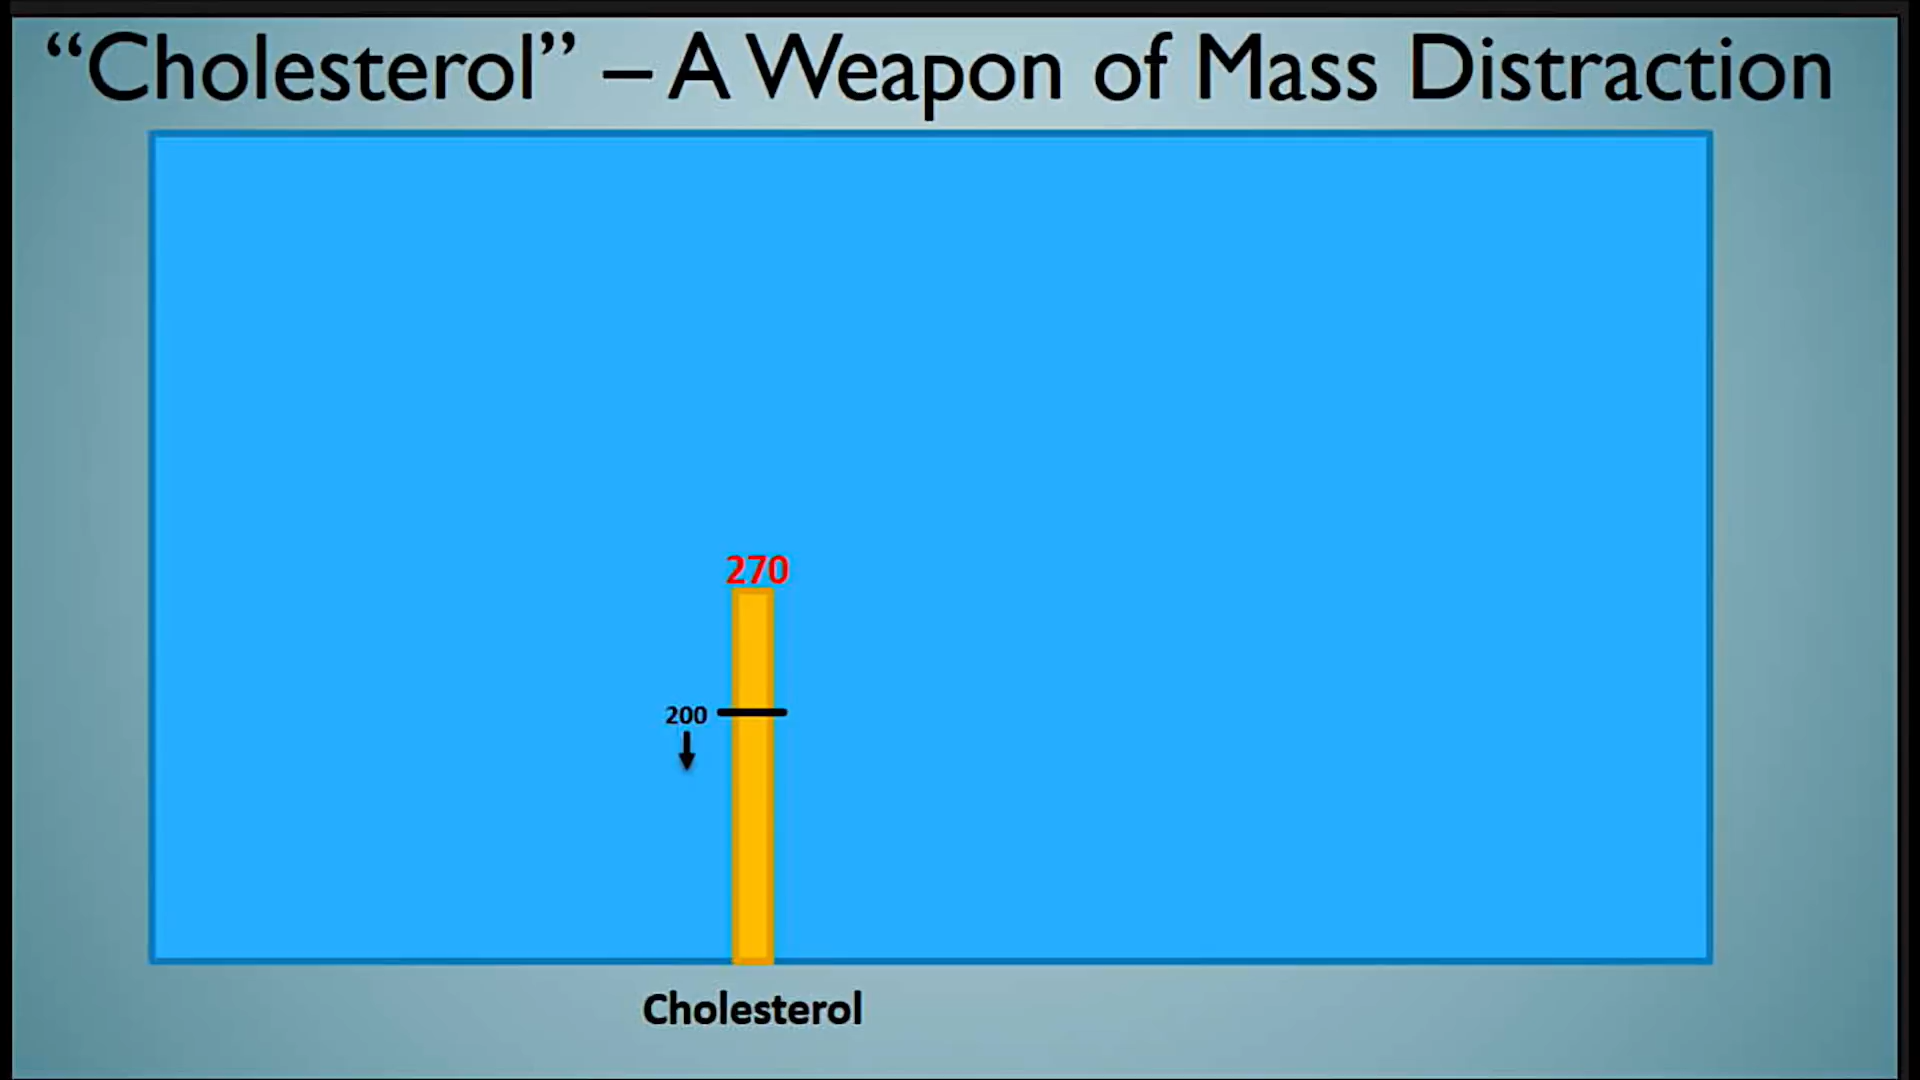 “Cholesterol” – A Weapon of Mass Distraction
270
200
Cholesterol